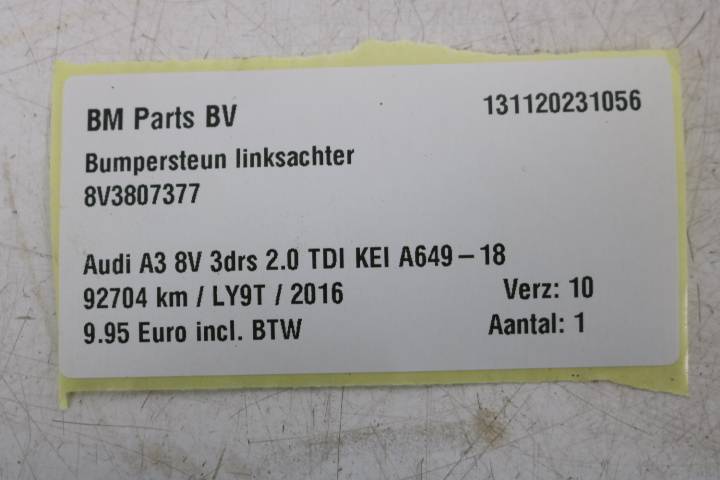 BM Parts BV 131120231056
Bumpersteun linksachter
8V3807377
Audi A3 8V 3drs 2.0 TDI KEI A649-18
92704 km / LY9T / 2016 Verz: 10
9.95 Euro incl. BTW Aantal: 1